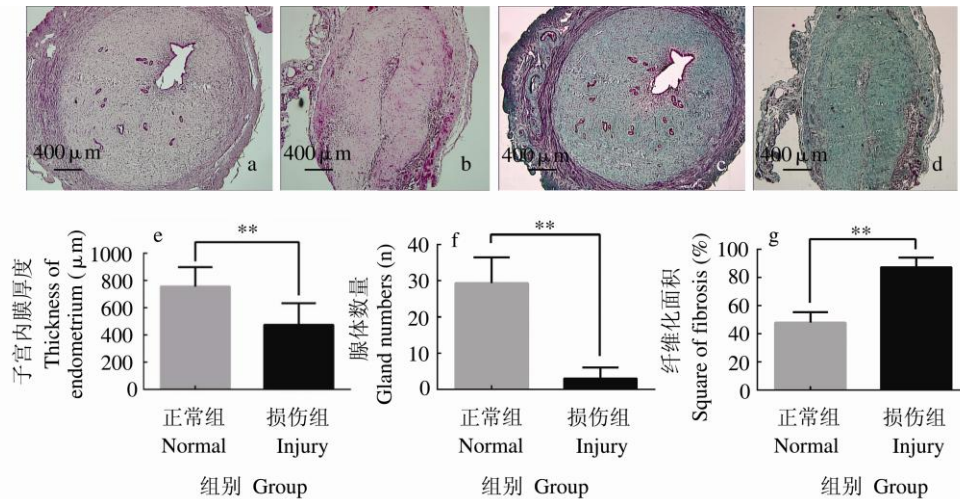 400 μm a
400 μm b
400 μm c
400 μm d
e
**
子宫内膜厚度
Thickness of
endometrium (μm)
1000
800
600
400
200
0
正常组 损伤组
Normal Injury
组别 Group
f
**
腺体数量
Gland numbers (n)
40
30
20
10
0
正常组 损伤组
Normal Injury
组别 Group
g
**
纤维化面积
Square of fibrosis (%)
100
80
60
40
20
0
正常组 损伤组
Normal Injury
组别 Group